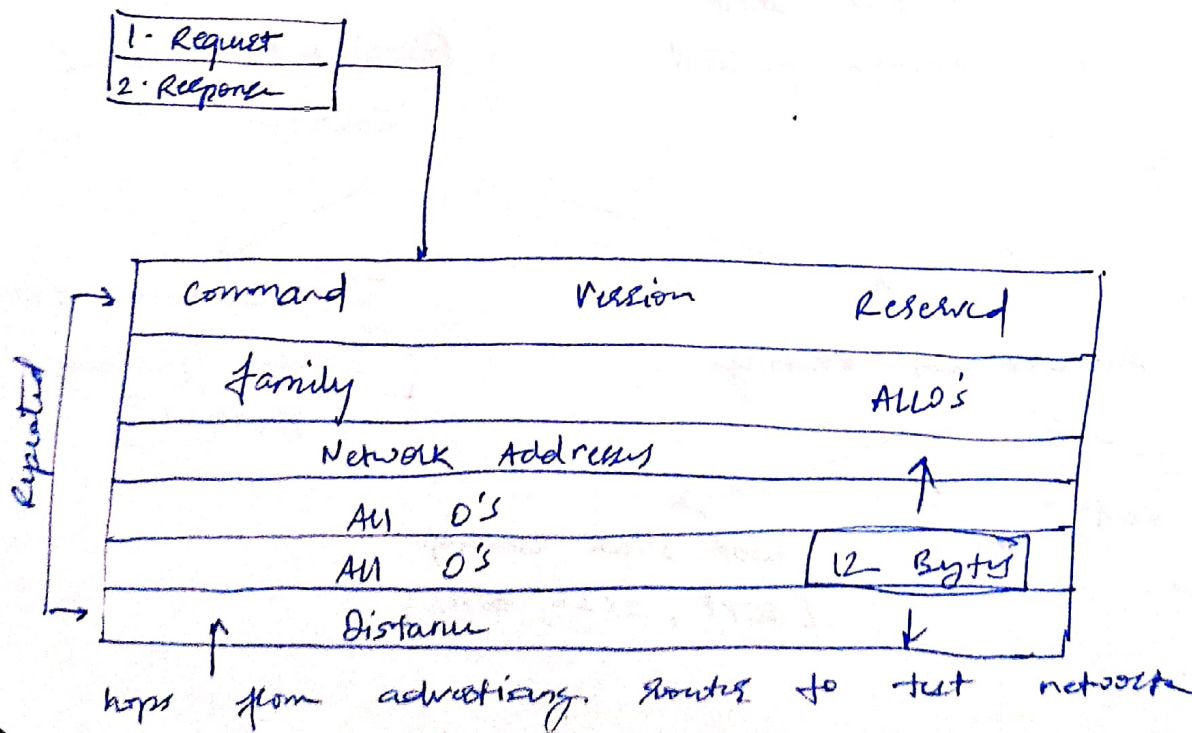 1. Request
2. Response
Command Version Reserved
family ALL 0's
Repeated
Network Addresses
All 0's
All 0's 12 Bytes
Distance
hops from advertising router to that network